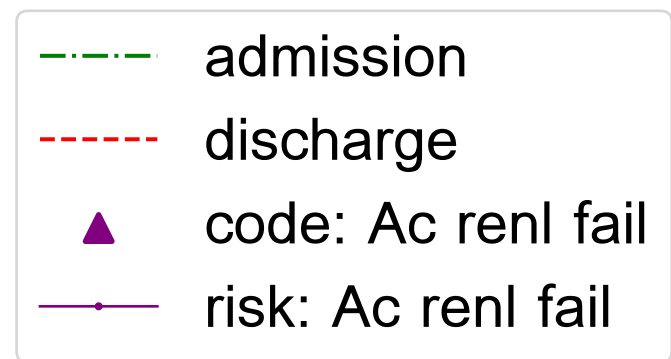 admission
discharge
code: Ac renl fail
risk: Ac renl fail